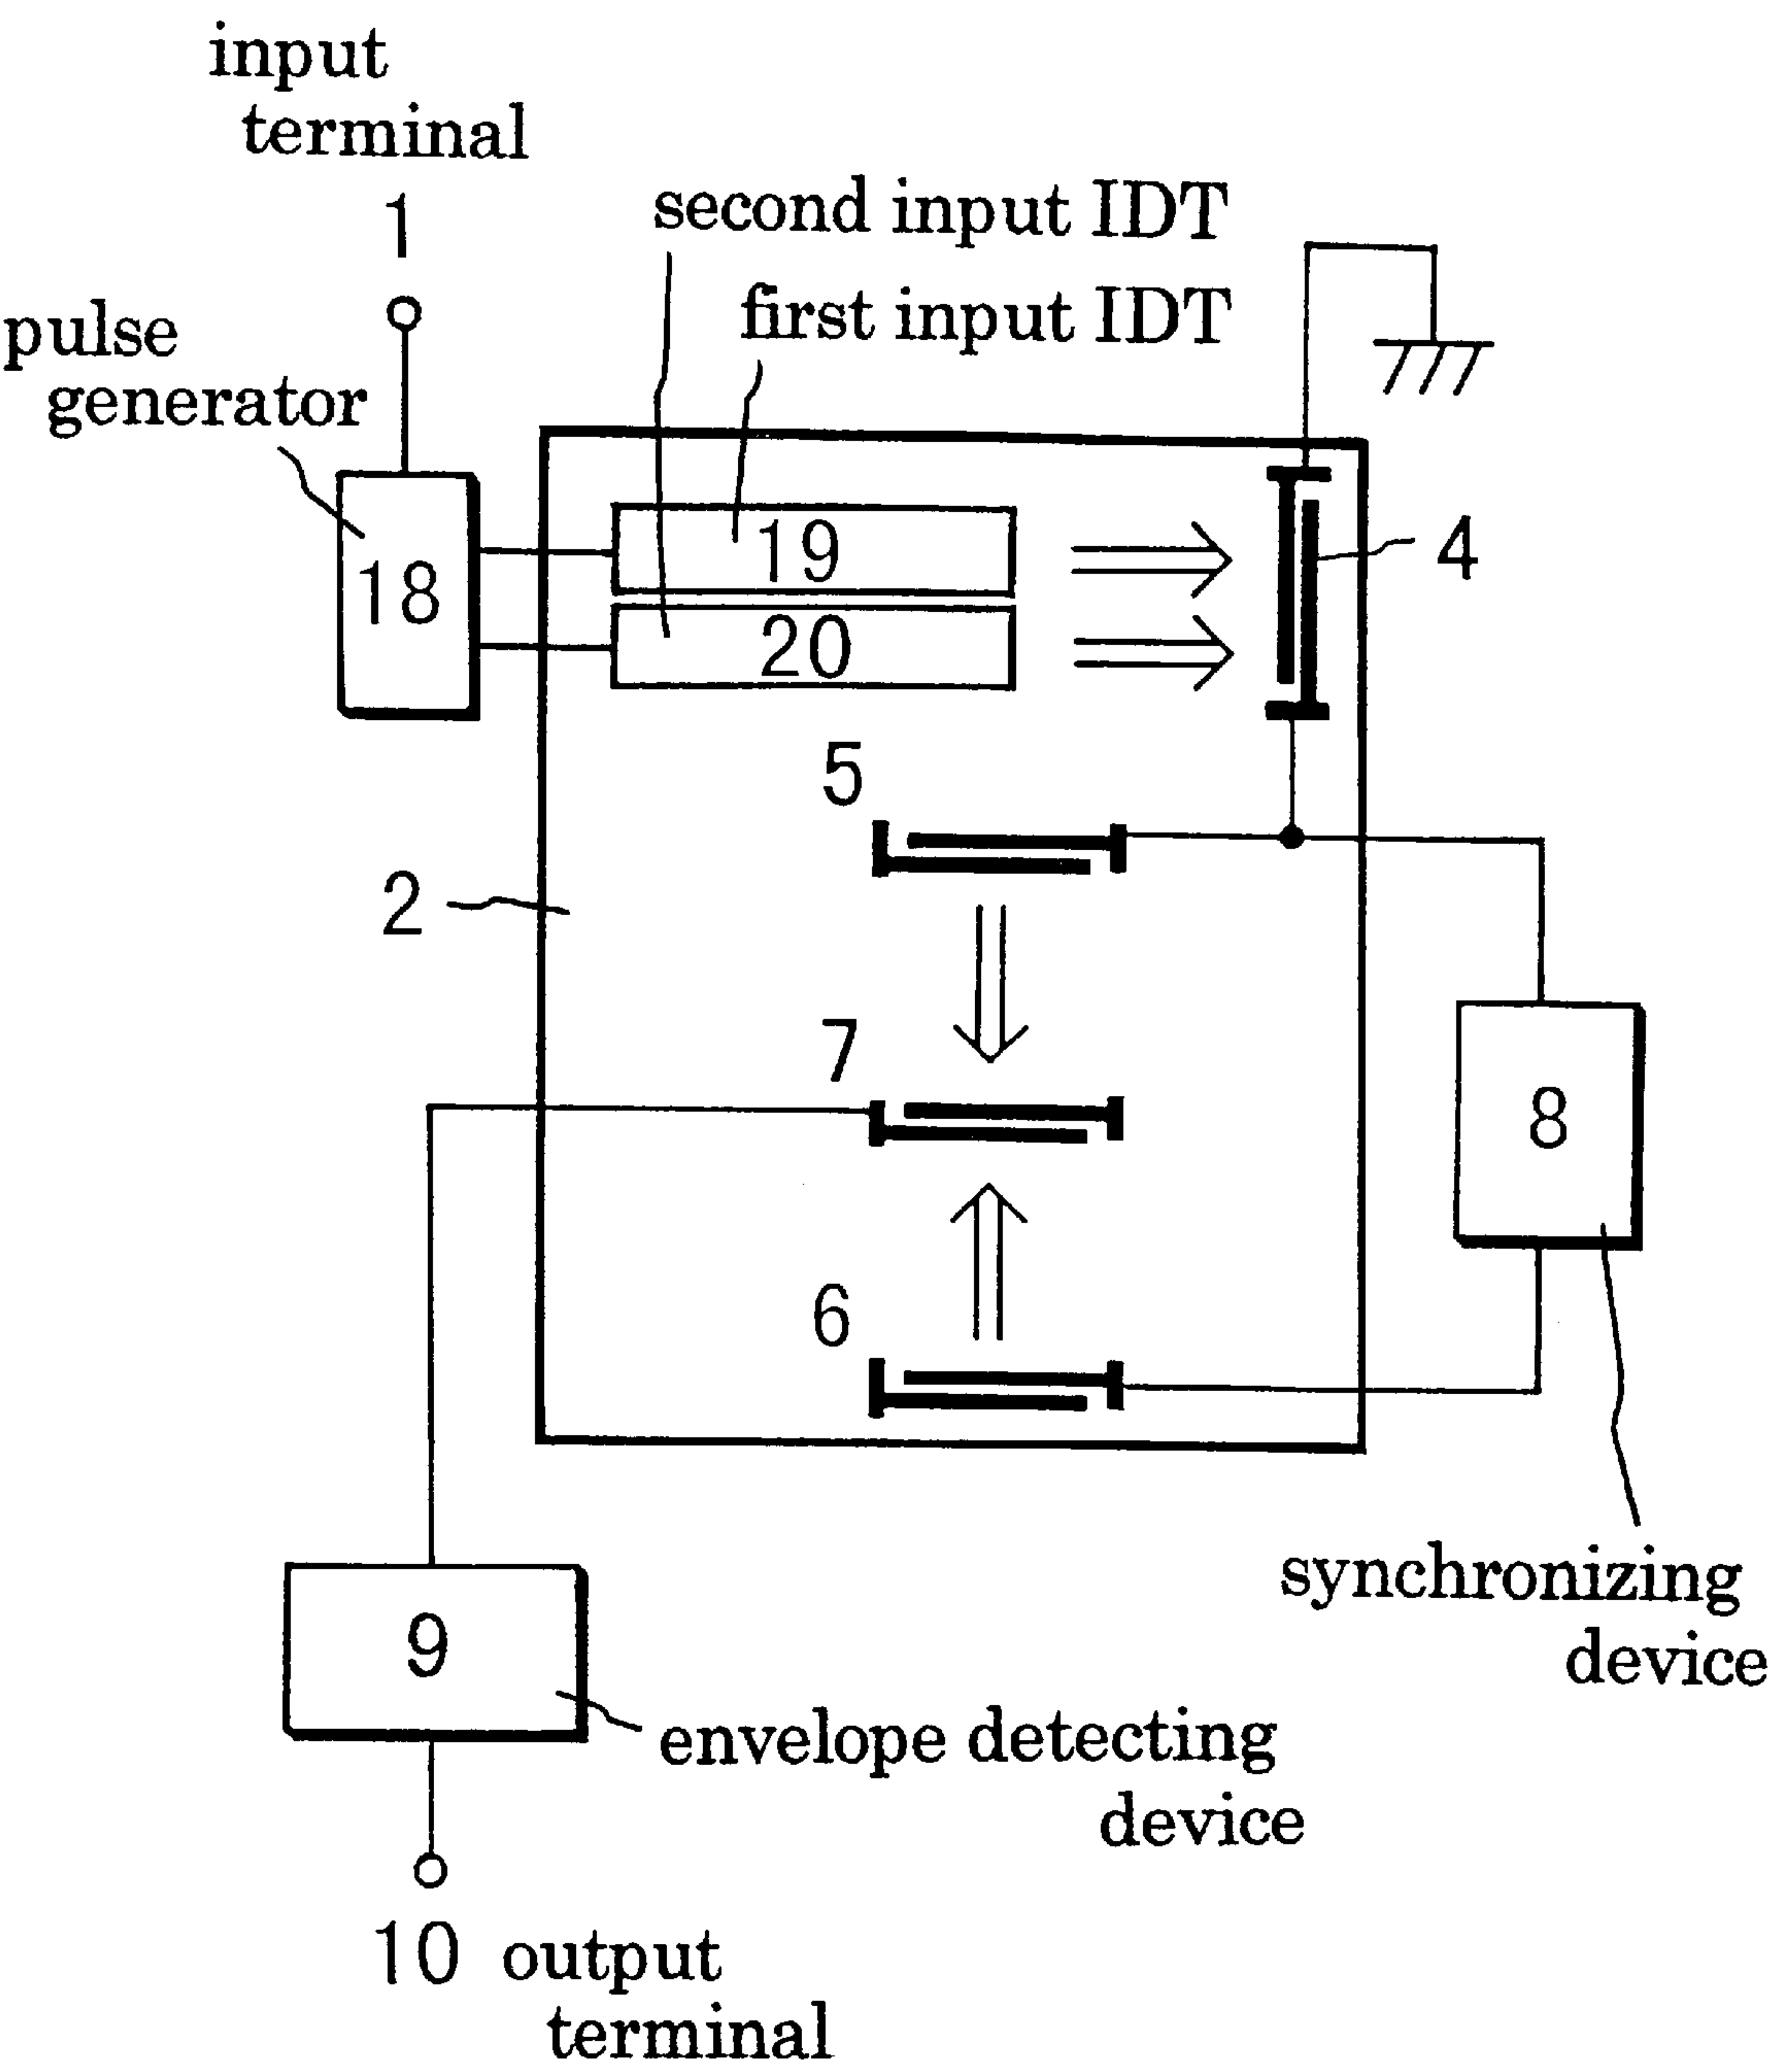 input
terminal
1
second input IDT
first input IDT
pulse
generator
18
19
20
4
5
2
7
8
6
synchronizing
device
9
envelope detecting
device
10 output
terminal